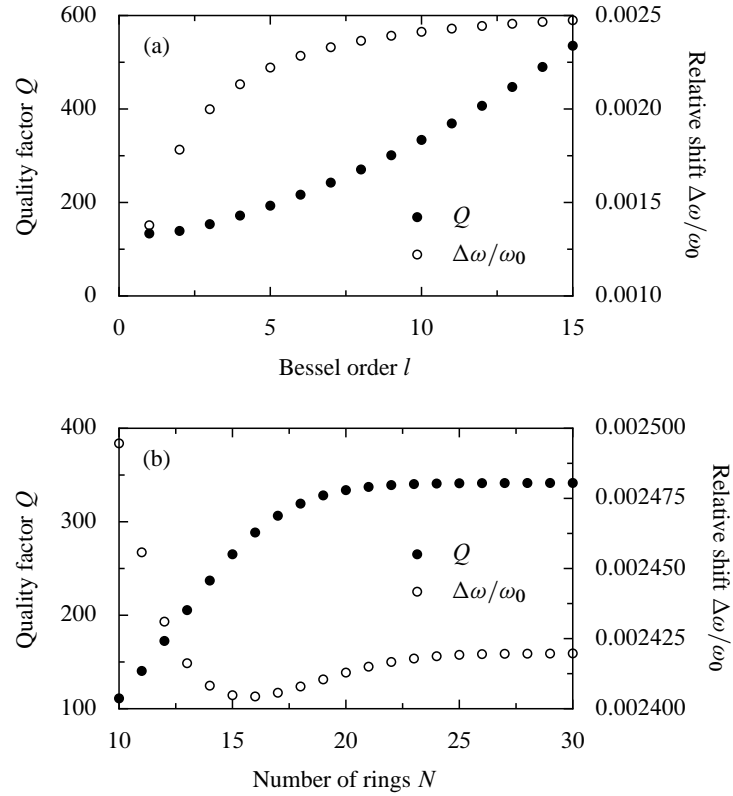 (a)
600
400
200
0
Quality factor Q
0.0025
0.0020
0.0015
0.0010
Relative shift Δω/ω₀
Q
Δω/ω₀
0
5
10
15
Bessel order l
(b)
400
300
200
100
Quality factor Q
0.002500
0.002475
0.002450
0.002425
0.002400
Relative shift Δω/ω₀
Q
Δω/ω₀
10
15
20
25
30
Number of rings N